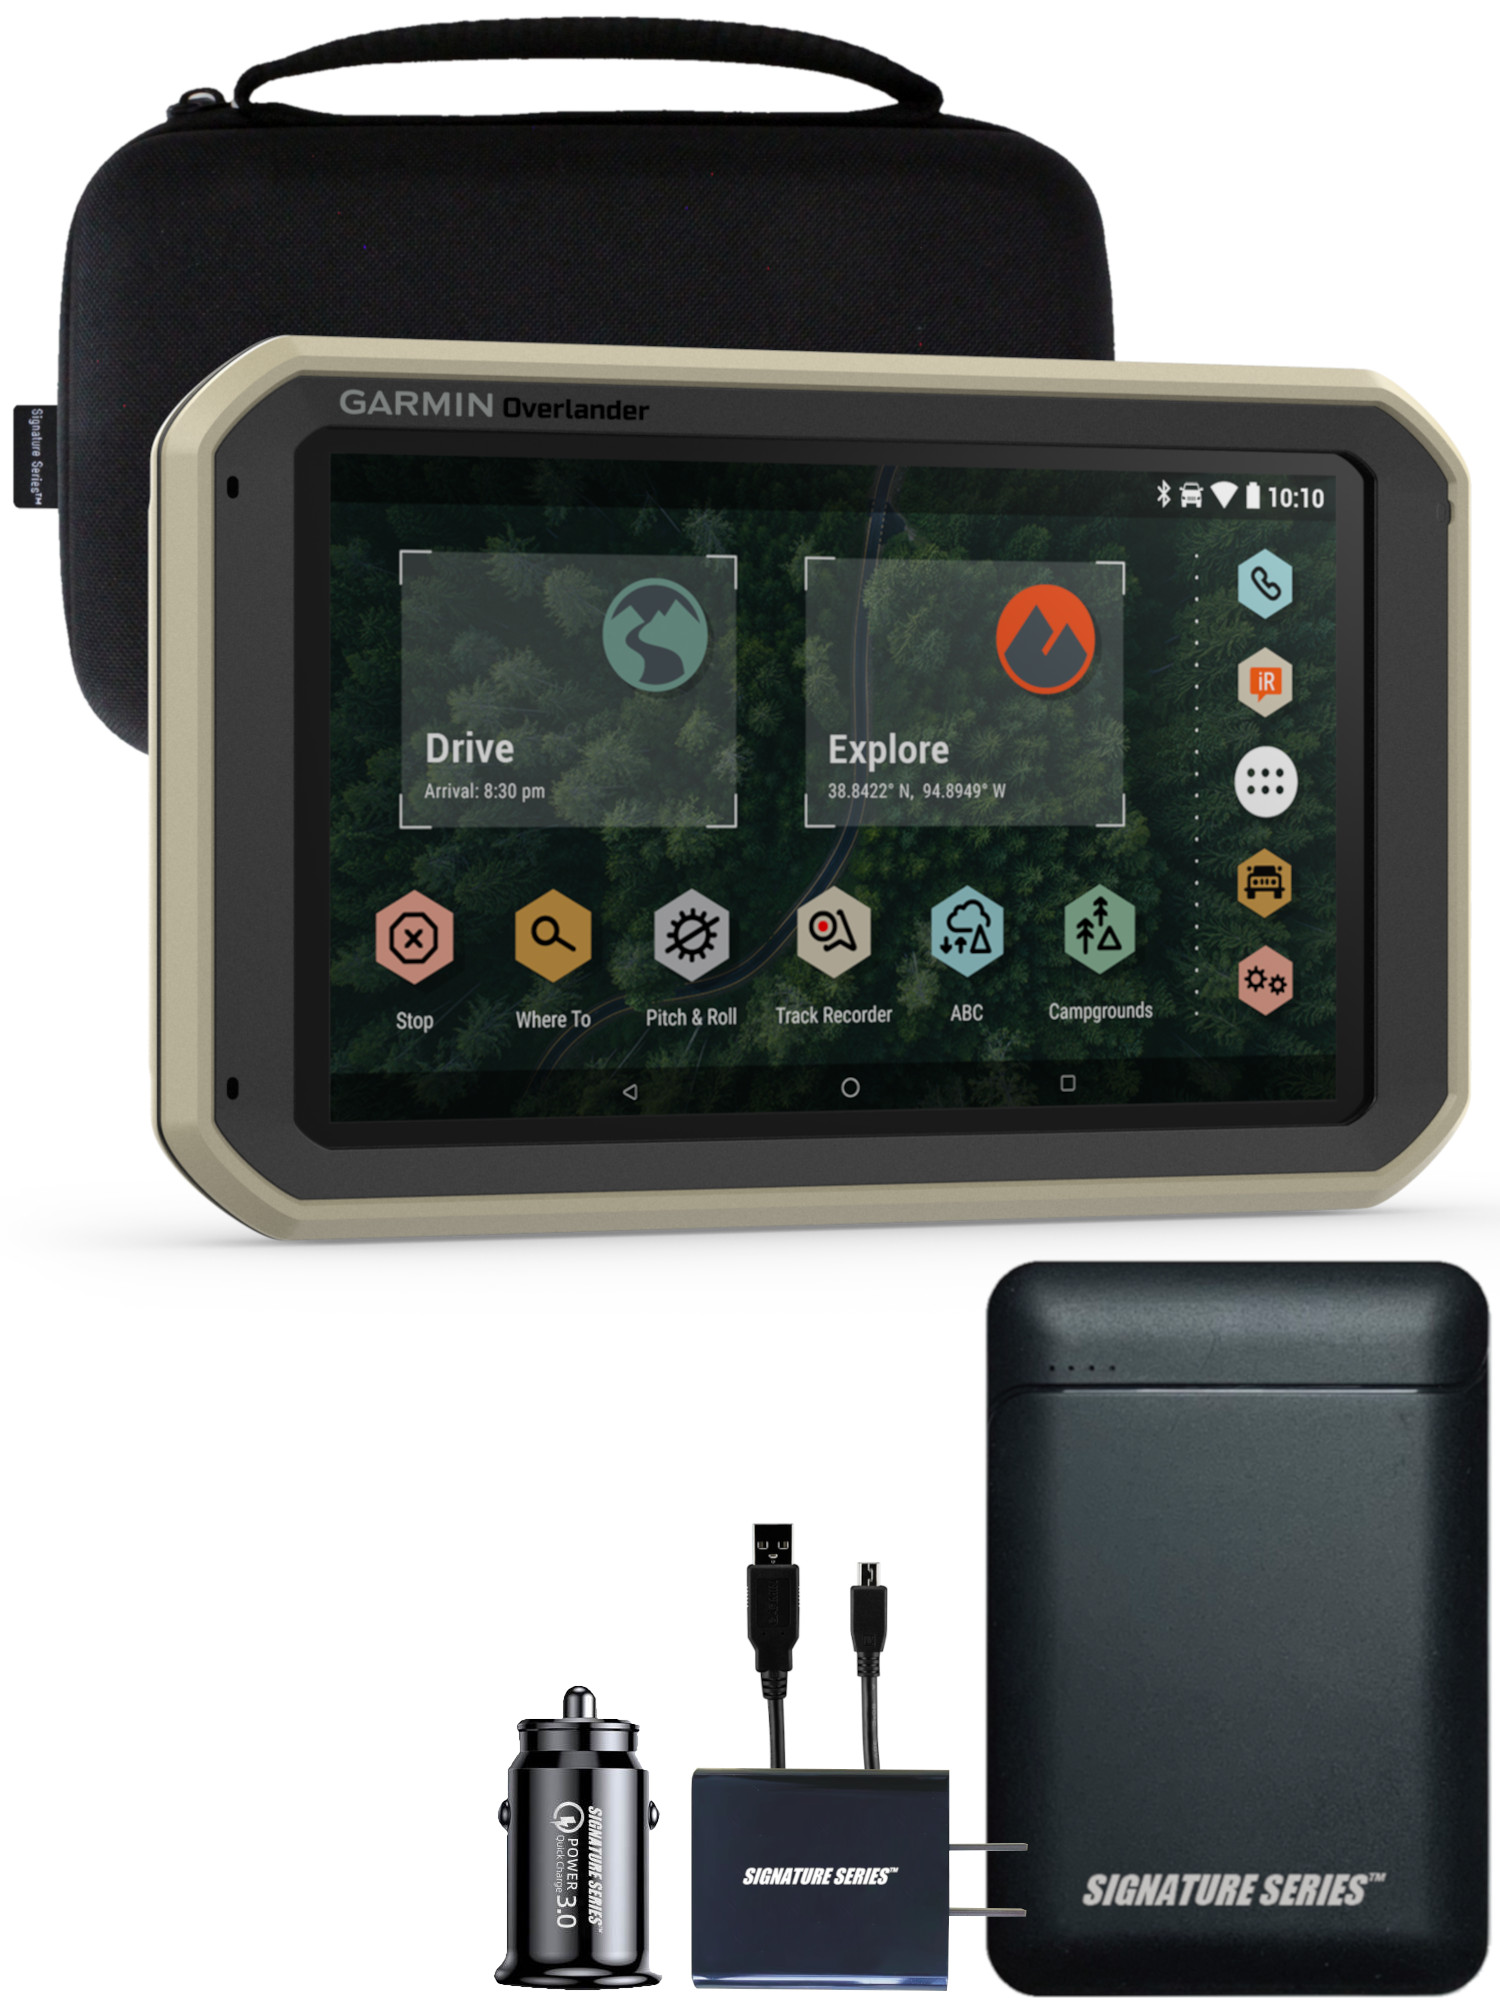 Signature Series™
GARMIN Overlander
10:10
iR
Drive
Arrival: 8:30 pm
Explore
38.8422° N, 94.8949° W
Stop
Where To
Pitch & Roll
Track Recorder
ABC
Campgrounds
SIGNATURE SERIES™
POWER 3.0
Quick Charge
SIGNATURE SERIES™
SIGNATURE SERIES™